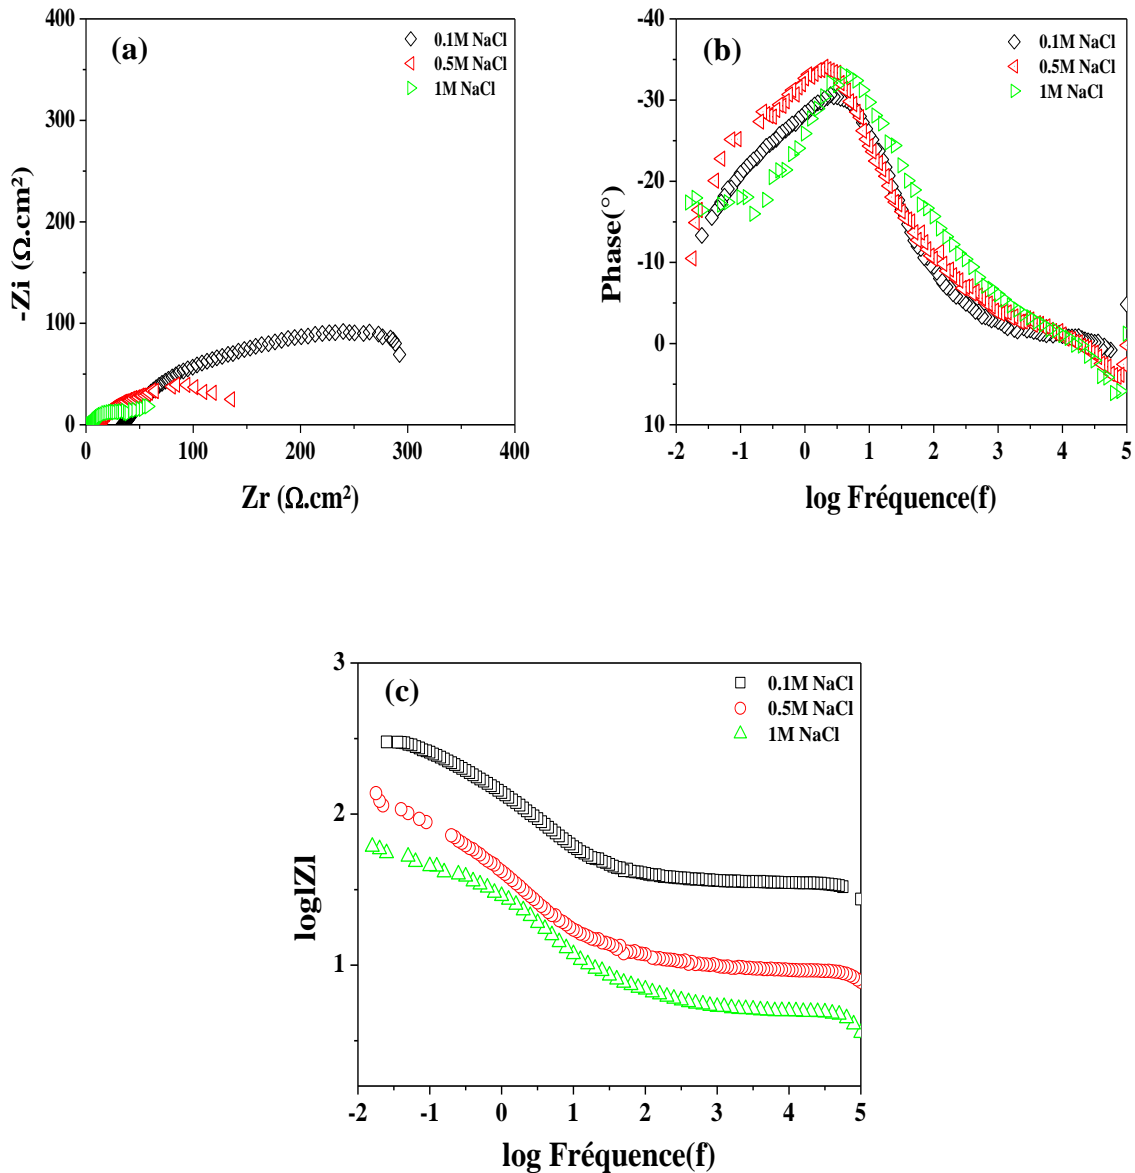 (a)
0.1M NaCl
0.5M NaCl
1M NaCl
400
300
200
100
0
-Zi (Ω.cm²)
0 100 200 300 400
Zr (Ω.cm²)
(b)
0.1M NaCl
0.5M NaCl
1M NaCl
-40
-30
-20
-10
0
10
Phase(°)
-2 -1 0 1 2 3 4 5
log Fréquence(f)
(c)
0.1M NaCl
0.5M NaCl
1M NaCl
3
2
1
logIZI
-2 -1 0 1 2 3 4 5
log Fréquence(f)